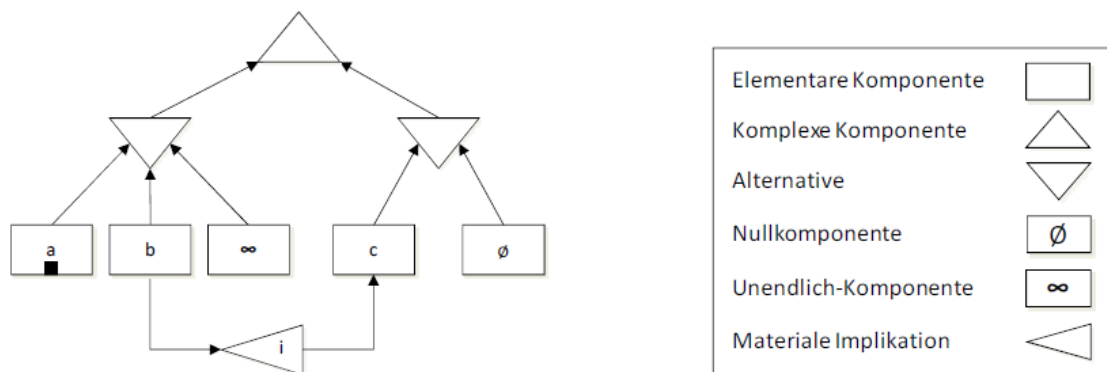 a
b
∞
c
ø
i
Elementare Komponente
Komplexe Komponente
Alternative
Nullkomponente
Ø
Unendlich-Komponente
∞
Materiale Implikation